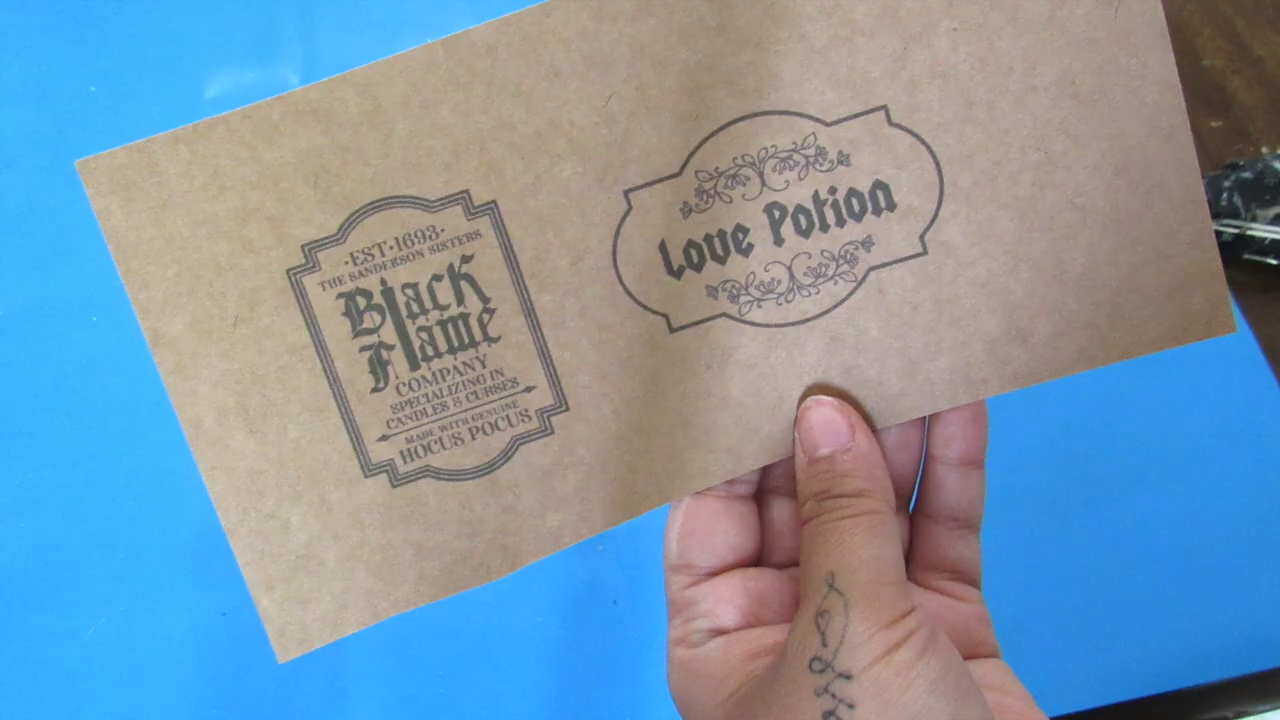 ·EST·1693·
THE SANDERSON SISTERS
Black
Flame
COMPANY
SPECIALIZING IN
CANDLES & CURSES
MADE WITH GENUINE
HOCUS POCUS
Love Potion